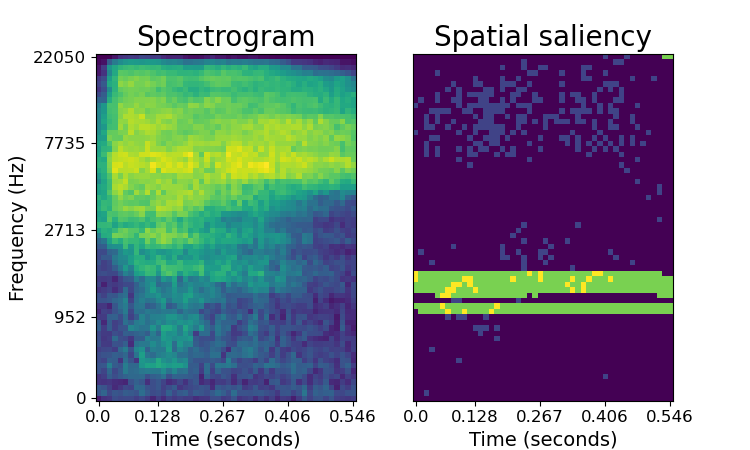 Spectrogram
Spatial saliency
22050
7735
2713
952
0
Frequency (Hz)
0.0 0.128 0.267 0.406 0.546
0.0 0.128 0.267 0.406 0.546
Time (seconds)
Time (seconds)